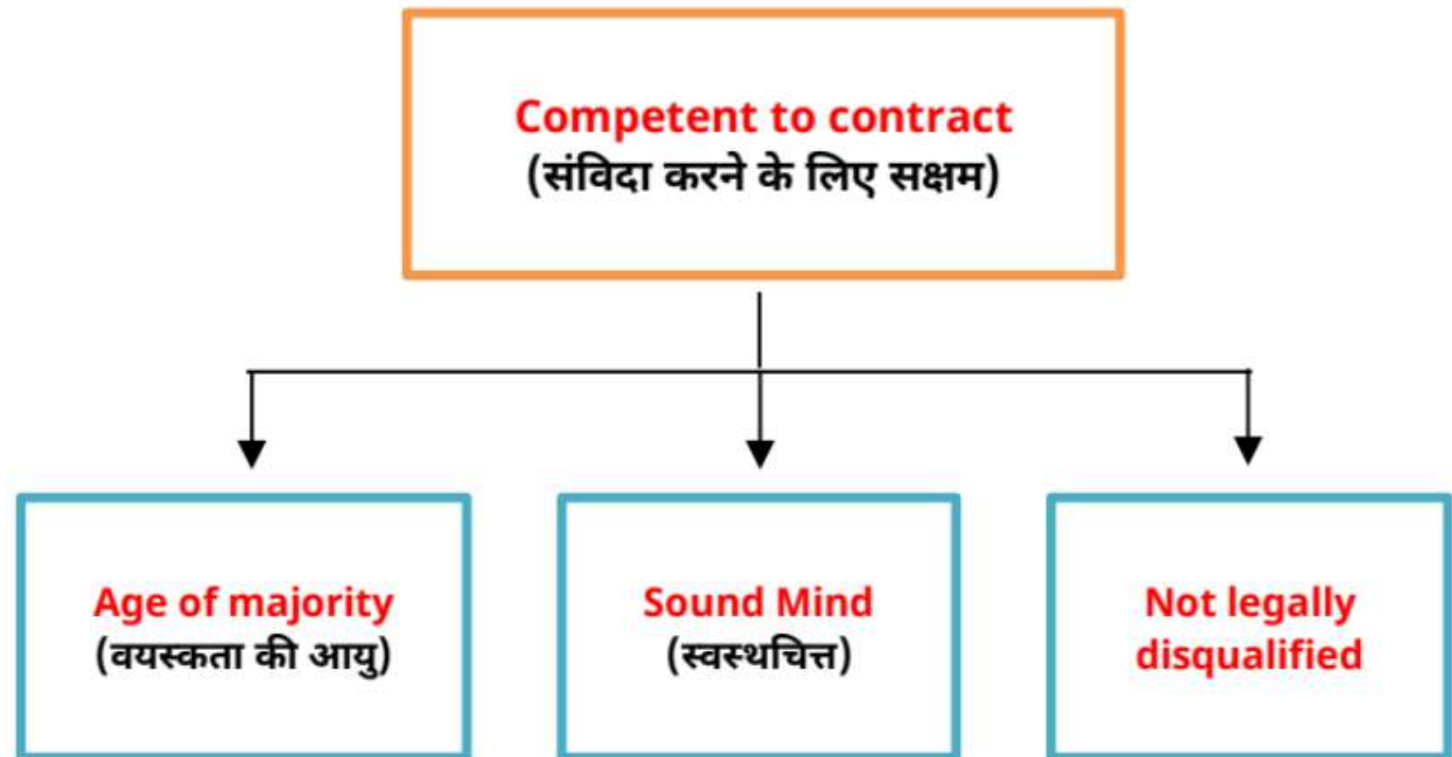 Competent to contract
(संविदा करने के लिए सक्षम)
Age of majority
(वयस्कता की आयु)
Sound Mind
(स्वस्थचित्त)
Not legally
disqualified